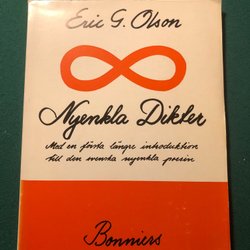 Eric G. Olson
Nyenkla Dikter
Med en första längre introduktion
till den svenska nyenkla poesin
Bonniers